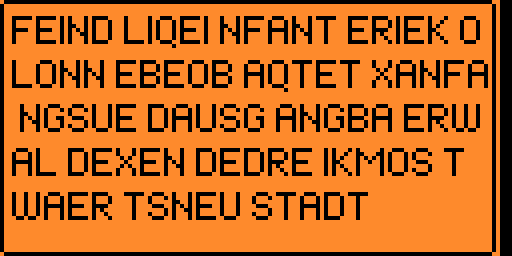 FEIND LIQEI NFANT ERIEK O
LONN EBEOB AQTET XANFA
NGSUE DAUSG ANGBA ERW
AL DEXEN DEDRE IKMOS T
WAER TSNEU STADT